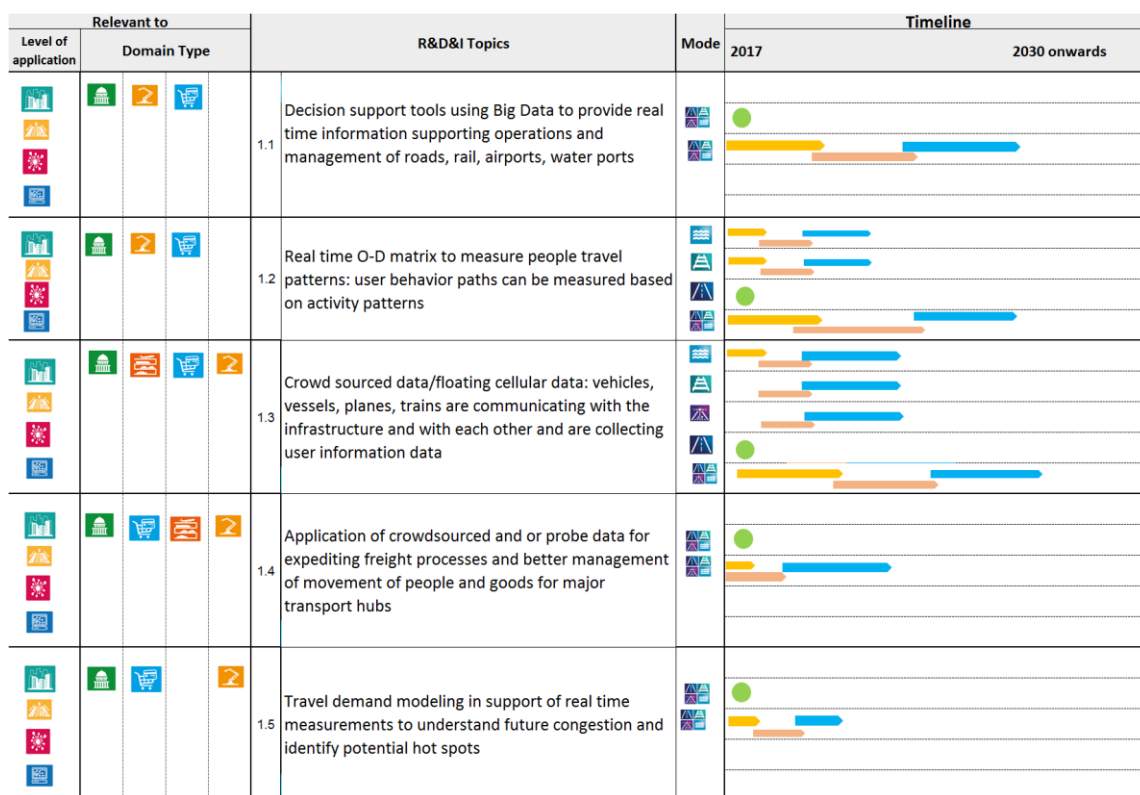 Relevant to
Timeline
Level of
application
Domain Type
R&D&I Topics
Mode
2017
2030 onwards
1.1
Decision support tools using Big Data to provide real
time information supporting operations and
management of roads, rail, airports, water ports
1.2
Real time O-D matrix to measure people travel
patterns: user behavior paths can be measured based
on activity patterns
1.3
Crowd sourced data/floating cellular data: vehicles,
vessels, planes, trains are communicating with the
infrastructure and with each other and are collecting
user information data
1.4
Application of crowdsourced and or probe data for
expediting freight processes and better management
of movement of people and goods for major
transport hubs
1.5
Travel demand modeling in support of real time
measurements to understand future congestion and
identify potential hot spots